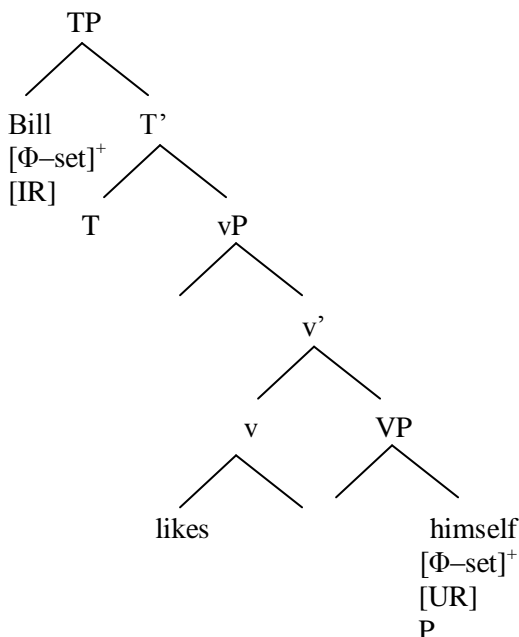 TP
Bill T’
[Φ–set]⁺
[IR]
T vP
v’
v VP
likes himself
[Φ–set]⁺
[UR]
P